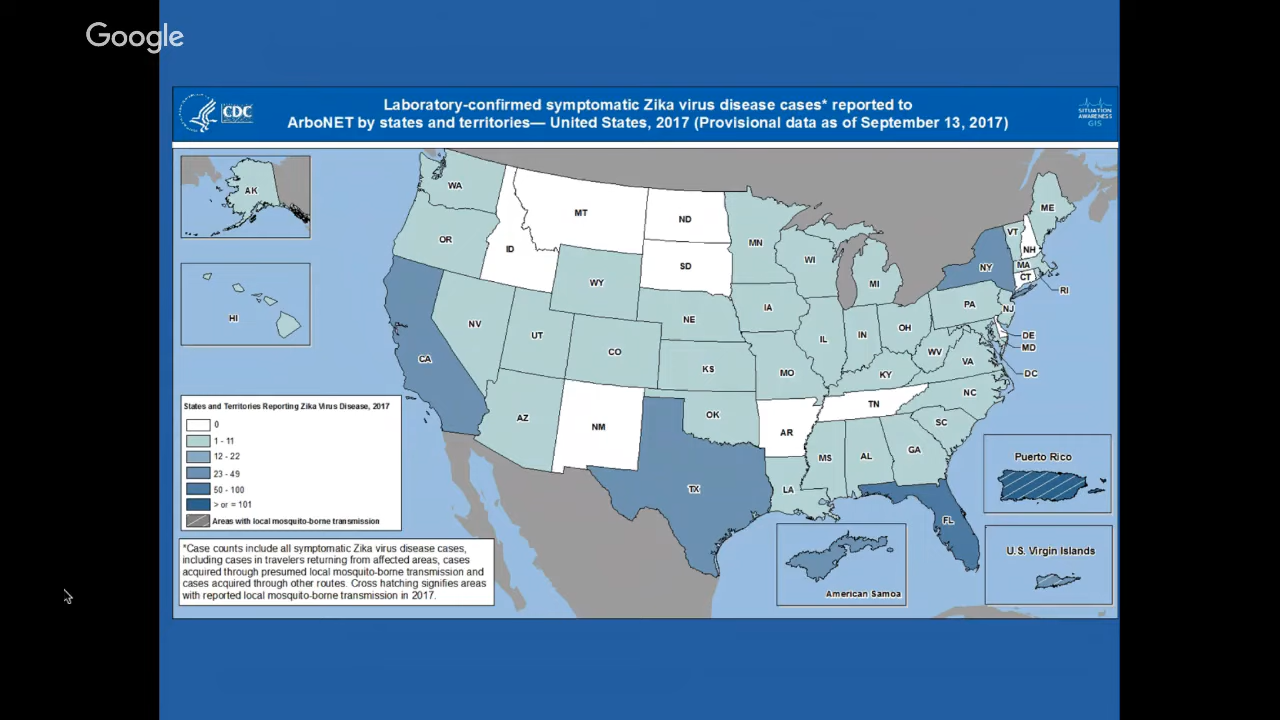 Google
CDC
Laboratory-confirmed symptomatic Zika virus disease cases* reported to
ArboNET by states and territories— United States, 2017 (Provisional data as of September 13, 2017)
SITUATION
AWARENESS
GIS
AK
HI
WA
OR
CA
NV
ID
MT
WY
UT
AZ
CO
NM
ND
SD
NE
KS
OK
TX
MN
IA
MO
AR
LA
WI
IL
MS
MI
IN
KY
TN
AL
OH
WV
GA
FL
SC
NC
VA
PA
NY
VT
NH
ME
MA
CT
RI
NJ
DE
MD
DC
States and Territories Reporting Zika Virus Disease, 2017
0
1 - 11
12 - 22
23 - 49
50 - 100
> or = 101
Areas with local mosquito-borne transmission
*Case counts include all symptomatic Zika virus disease cases,
including cases in travelers returning from affected areas, cases
acquired through presumed local mosquito-borne transmission and
cases acquired through other routes. Cross hatching signifies areas
with reported local mosquito-borne transmission in 2017.
Puerto Rico
American Samoa
U.S. Virgin Islands